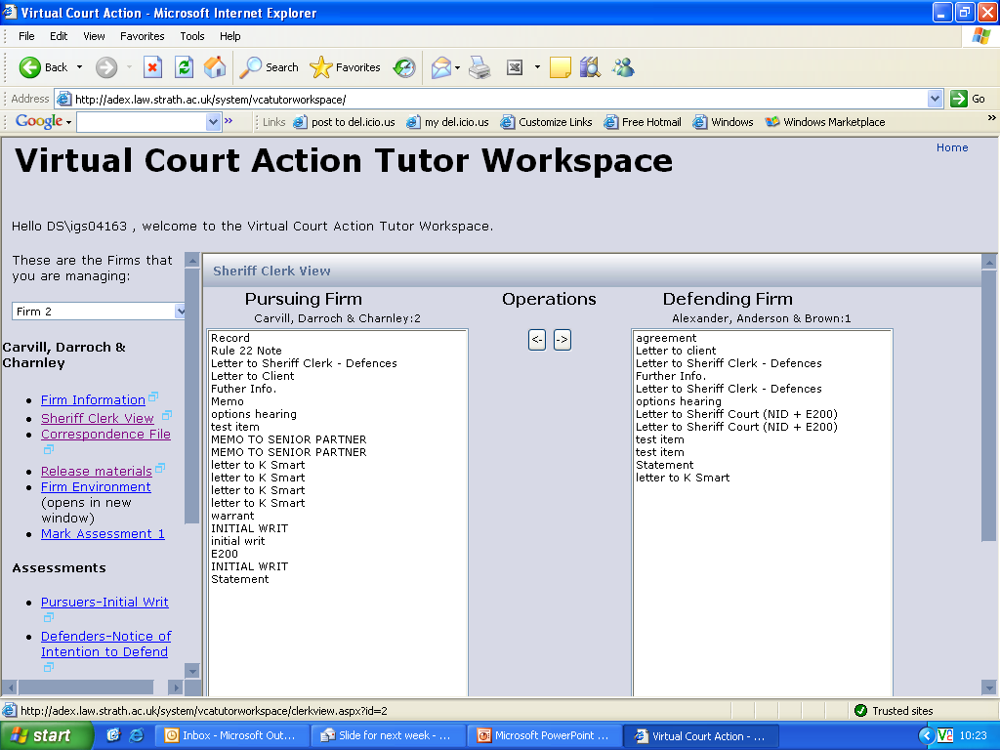 Virtual Court Action - Microsoft Internet Explorer
File Edit View Favorites Tools Help
Back Search Favorites
Address http://adex.law.strath.ac.uk/system/vcatutorworkspace/ Go
Google » Links post to del.icio.us my del.icio.us Customize Links Free Hotmail Windows Windows Marketplace »
Virtual Court Action Tutor Workspace
Home
Hello DS\igs04163 , welcome to the Virtual Court Action Tutor Workspace.
These are the Firms that
you are managing:
Firm 2
Carvill, Darroch &
Charnley
Firm Information
Sheriff Clerk View
Correspondence File
Release materials
Firm Environment
(opens in new
window)
Mark Assessment 1
Assessments
Pursuers-Initial Writ
Defenders-Notice of
Intention to Defend
Sheriff Clerk View
Pursuing Firm
Carvill, Darroch & Charnley:2
Record
Rule 22 Note
Letter to Sheriff Clerk - Defences
Letter to Client
Futher Info.
Memo
options hearing
test item
MEMO TO SENIOR PARTNER
MEMO TO SENIOR PARTNER
letter to K Smart
letter to K Smart
letter to K Smart
letter to K Smart
warrant
INITIAL WRIT
initial writ
E200
INITIAL WRIT
Statement
Operations
<- ->
Defending Firm
Alexander, Anderson & Brown:1
agreement
Letter to client
Letter to Sheriff Clerk - Defences
Futher Info.
Letter to Sheriff Clerk - Defences
options hearing
Letter to Sheriff Court (NID + E200)
Letter to Sheriff Court (NID + E200)
test item
test item
Statement
letter to K Smart
http://adex.law.strath.ac.uk/system/vcatutorworkspace/clerkview.aspx?id=2 Trusted sites
start Inbox - Microsoft Out... Slide for next week - ... Microsoft PowerPoint ... Virtual Court Action - ... 10:23